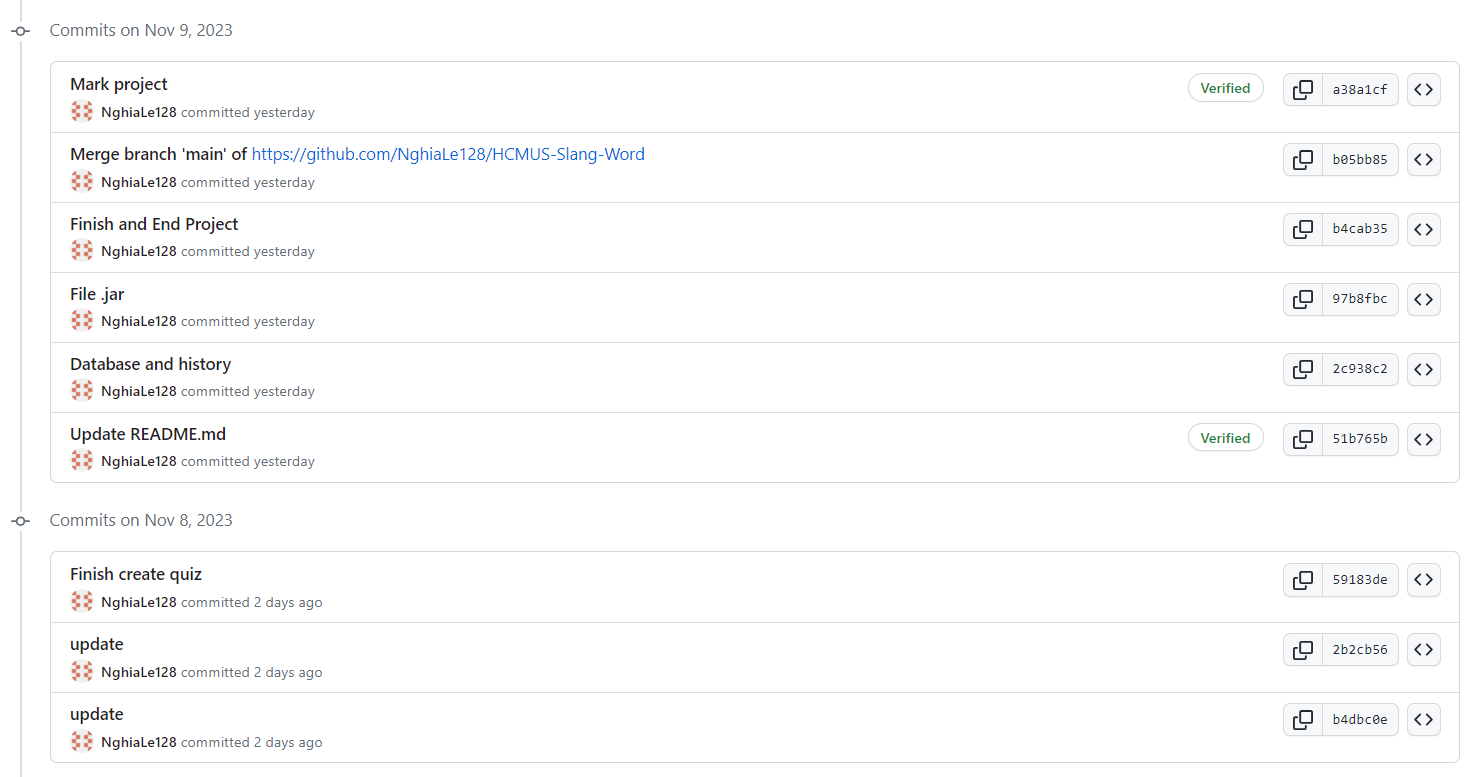 Commits on Nov 9, 2023
Mark project
Verified
a38a1cf
NghiaLe128 committed yesterday
Merge branch 'main' of https://github.com/NghiaLe128/HCMUS-Slang-Word
b05bb85
NghiaLe128 committed yesterday
Finish and End Project
b4cab35
NghiaLe128 committed yesterday
File .jar
97b8fbc
NghiaLe128 committed yesterday
Database and history
2c938c2
NghiaLe128 committed yesterday
Update README.md
Verified
51b765b
NghiaLe128 committed yesterday
Commits on Nov 8, 2023
Finish create quiz
59183de
NghiaLe128 committed 2 days ago
update
2b2cb56
NghiaLe128 committed 2 days ago
update
b4dbc0e
NghiaLe128 committed 2 days ago